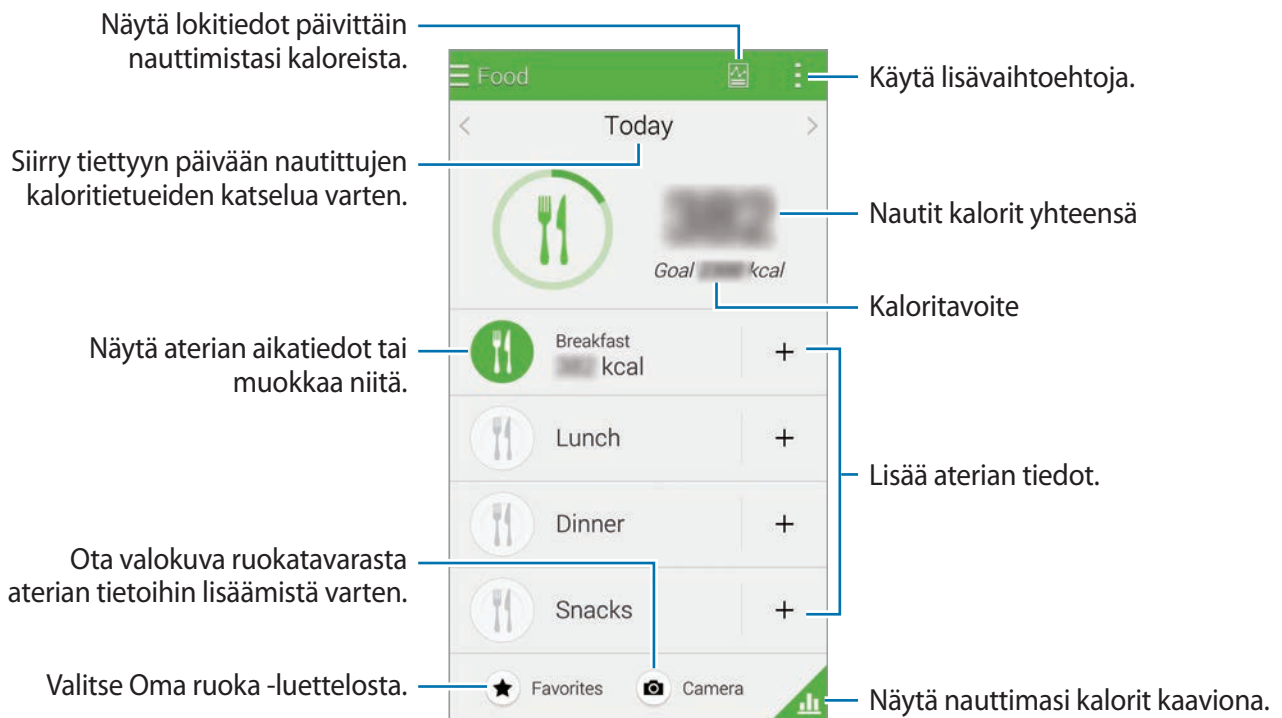 Näytä lokitiedot päivittäin
nauttimistasi kaloreista.
Food
Käytä lisävaihtoehtoja.
Today
Siirry tiettyyn päivään nautittujen
kaloritietueiden katselua varten.
Nautit kalorit yhteensä
Goal kcal
Kaloritavoite
Näytä aterian aikatiedot tai
muokkaa niitä.
Breakfast
kcal
+
Lunch
+
Lisää aterian tiedot.
Dinner
+
Ota valokuva ruokatavarasta
aterian tietoihin lisäämistä varten.
Snacks
+
Valitse Oma ruoka -luettelosta.
Favorites
Camera
Näytä nauttimasi kalorit kaaviona.